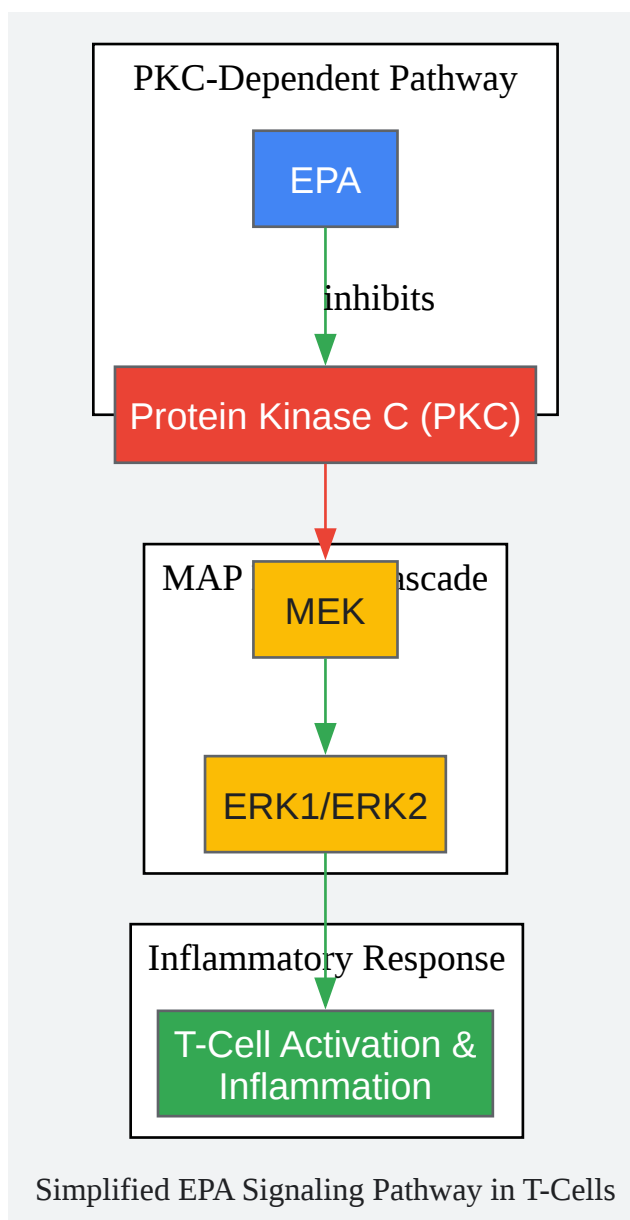 PKC-Dependent Pathway
EPA
inhibits
Protein Kinase C (PKC)
MAP ascade
MEK
ERK1/ERK2
Inflammatory Response
T-Cell Activation &
Inflammation
Simplified EPA Signaling Pathway in T-Cells